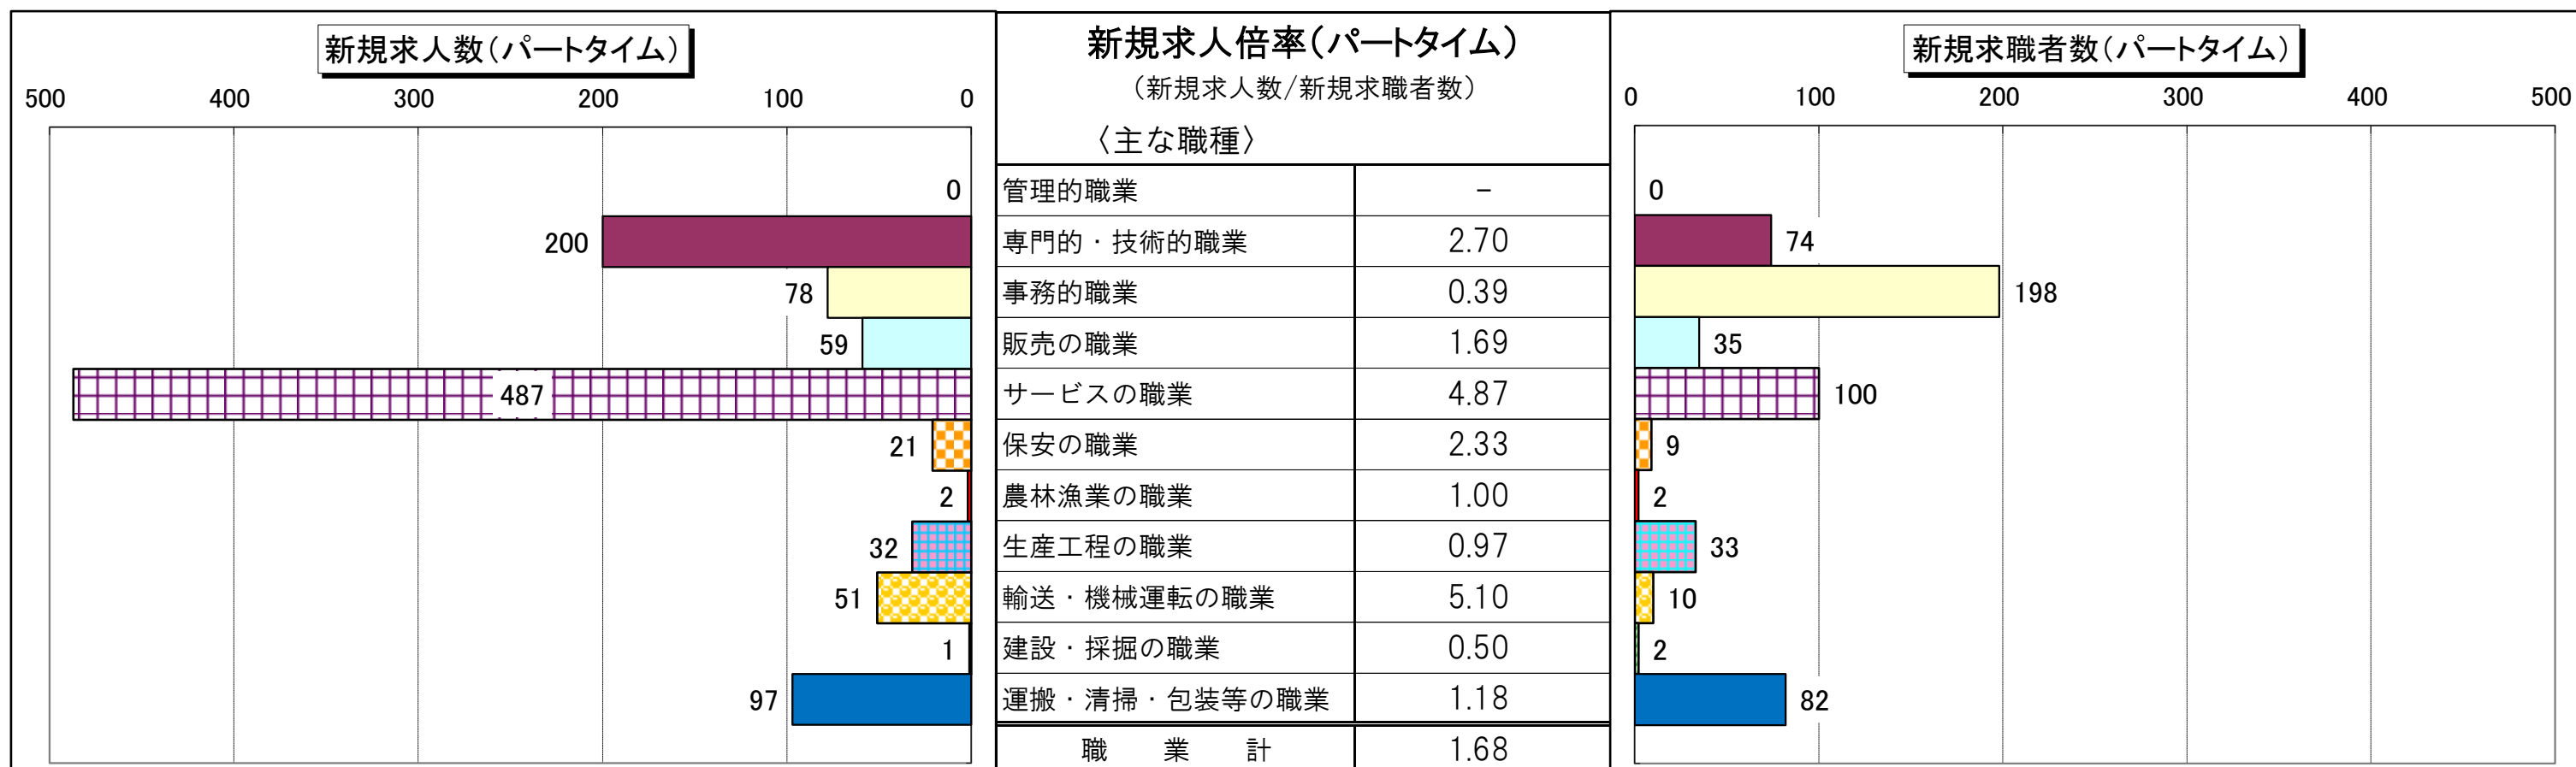 新規求人数（パートタイム）
500 400 300 200 100 0
0
200
78
59
487
21
2
32
51
1
97
新規求人倍率（パートタイム）
（新規求人数/新規求職者数）
〈主な職種〉
管理的職業 −
専門的・技術的職業 2.70
事務的職業 0.39
販売の職業 1.69
サービスの職業 4.87
保安の職業 2.33
農林漁業の職業 1.00
生産工程の職業 0.97
輸送・機械運転の職業 5.10
建設・採掘の職業 0.50
運搬・清掃・包装等の職業 1.18
職　業　計 1.68
新規求職者数（パートタイム）
0 100 200 300 400 500
0
74
198
35
100
9
2
33
10
2
82